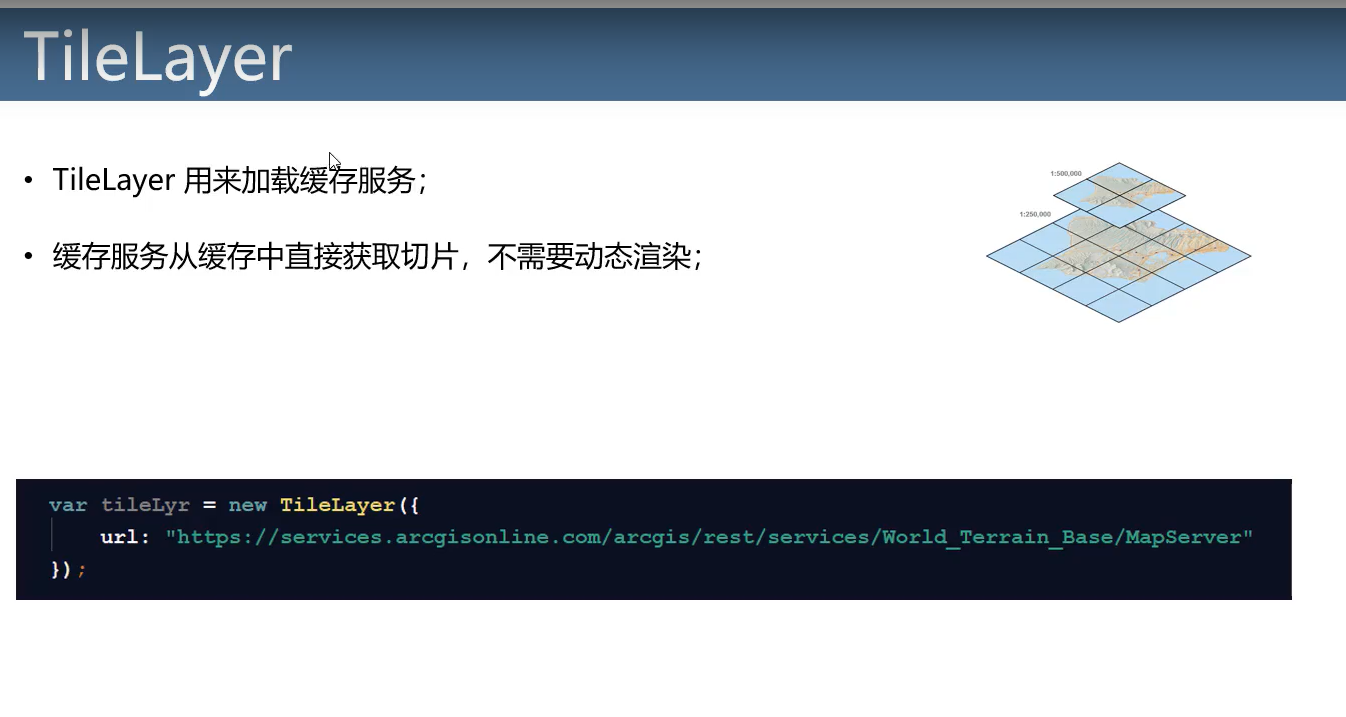 TileLayer
• TileLayer 用来加载缓存服务；
• 缓存服务从缓存中直接获取切片，不需要动态渲染；
1:500,000
1:250,000
var tileLyr = new TileLayer({
url: "https://services.arcgisonline.com/arcgis/rest/services/World_Terrain_Base/MapServer"
});